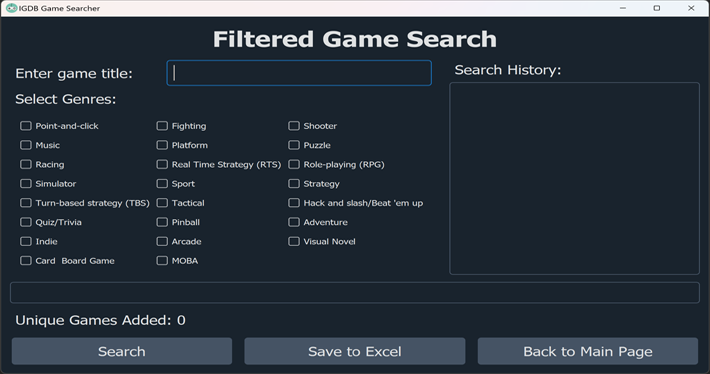 IGDB Game Searcher
Filtered Game Search
Enter game title:
Search History:
Select Genres:
Point-and-click Fighting Shooter
Music Platform Puzzle
Racing Real Time Strategy (RTS) Role-playing (RPG)
Simulator Sport Strategy
Turn-based strategy (TBS) Tactical Hack and slash/Beat 'em up
Quiz/Trivia Pinball Adventure
Indie Arcade Visual Novel
Card Board Game MOBA
Unique Games Added: 0
Search Save to Excel Back to Main Page